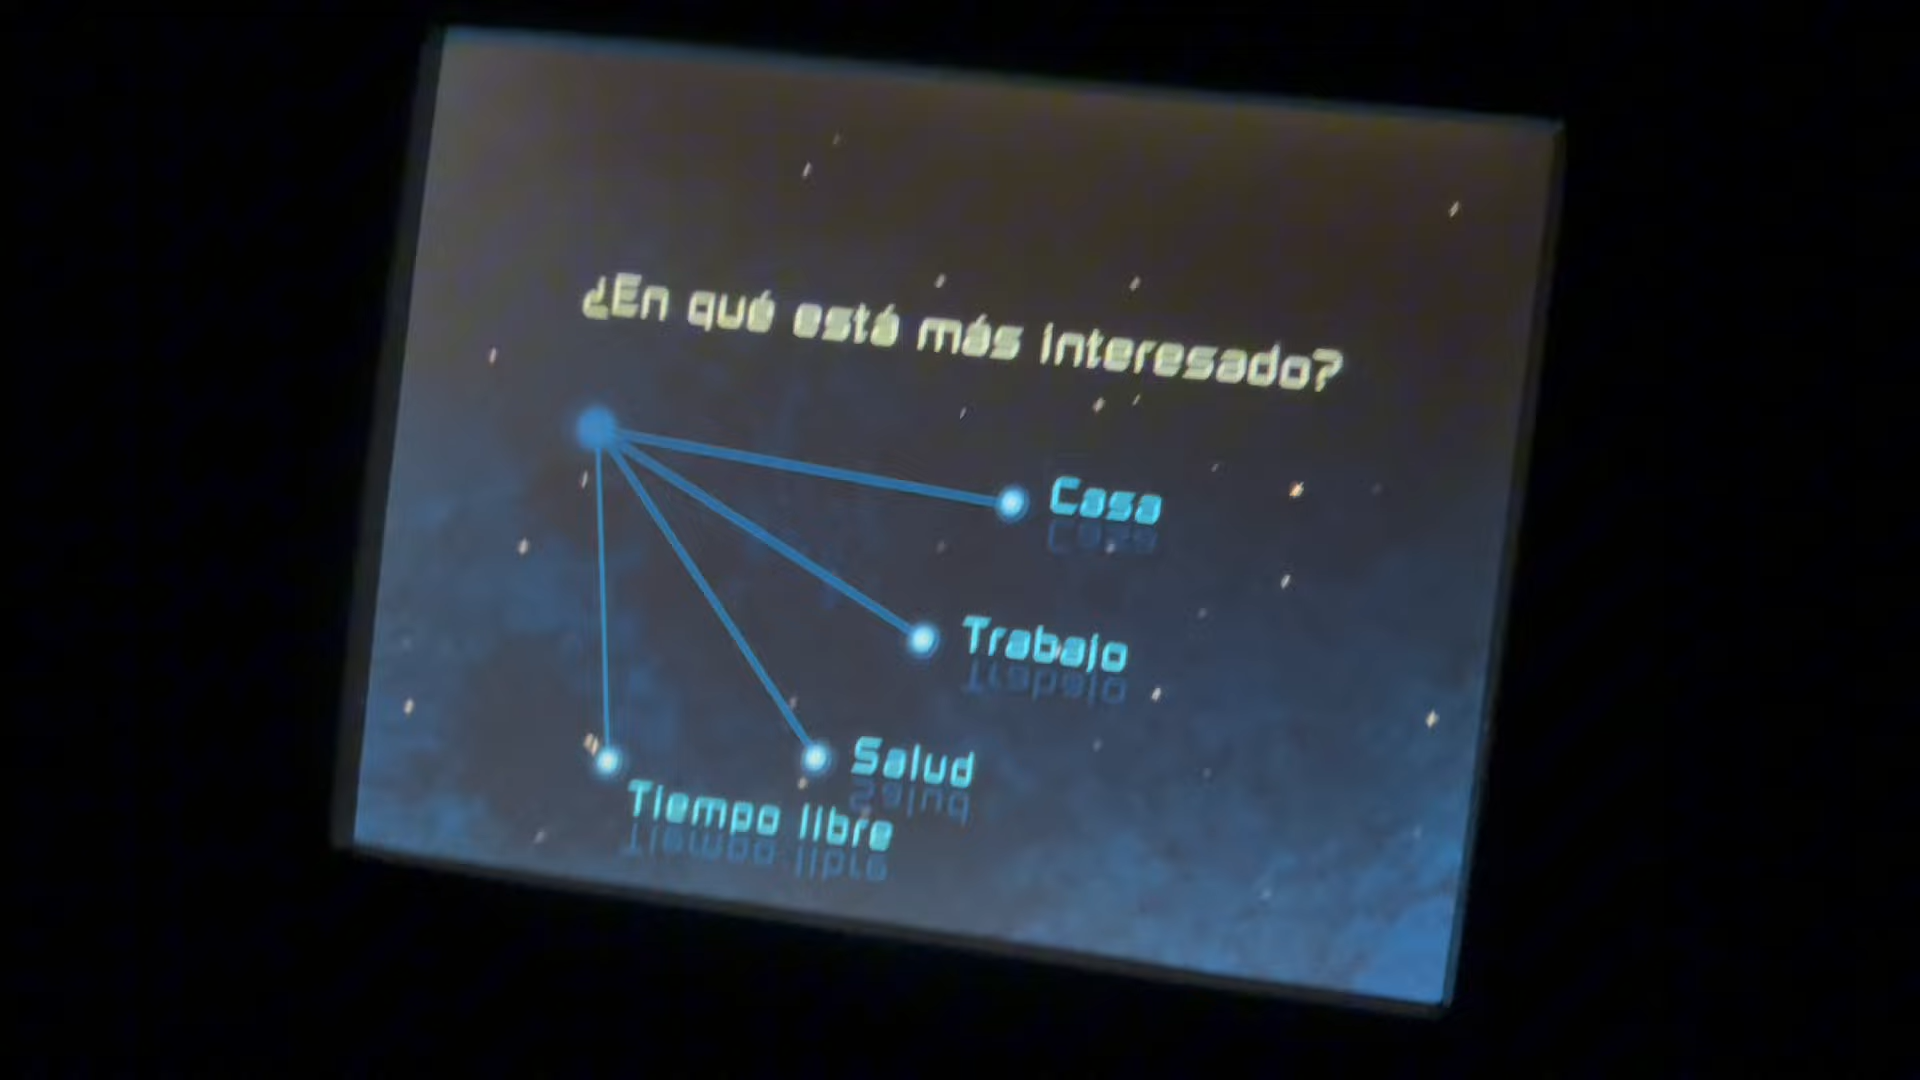 ¿En qué está más interesado?
Casa
Trabajo
Salud
Tiempo libre